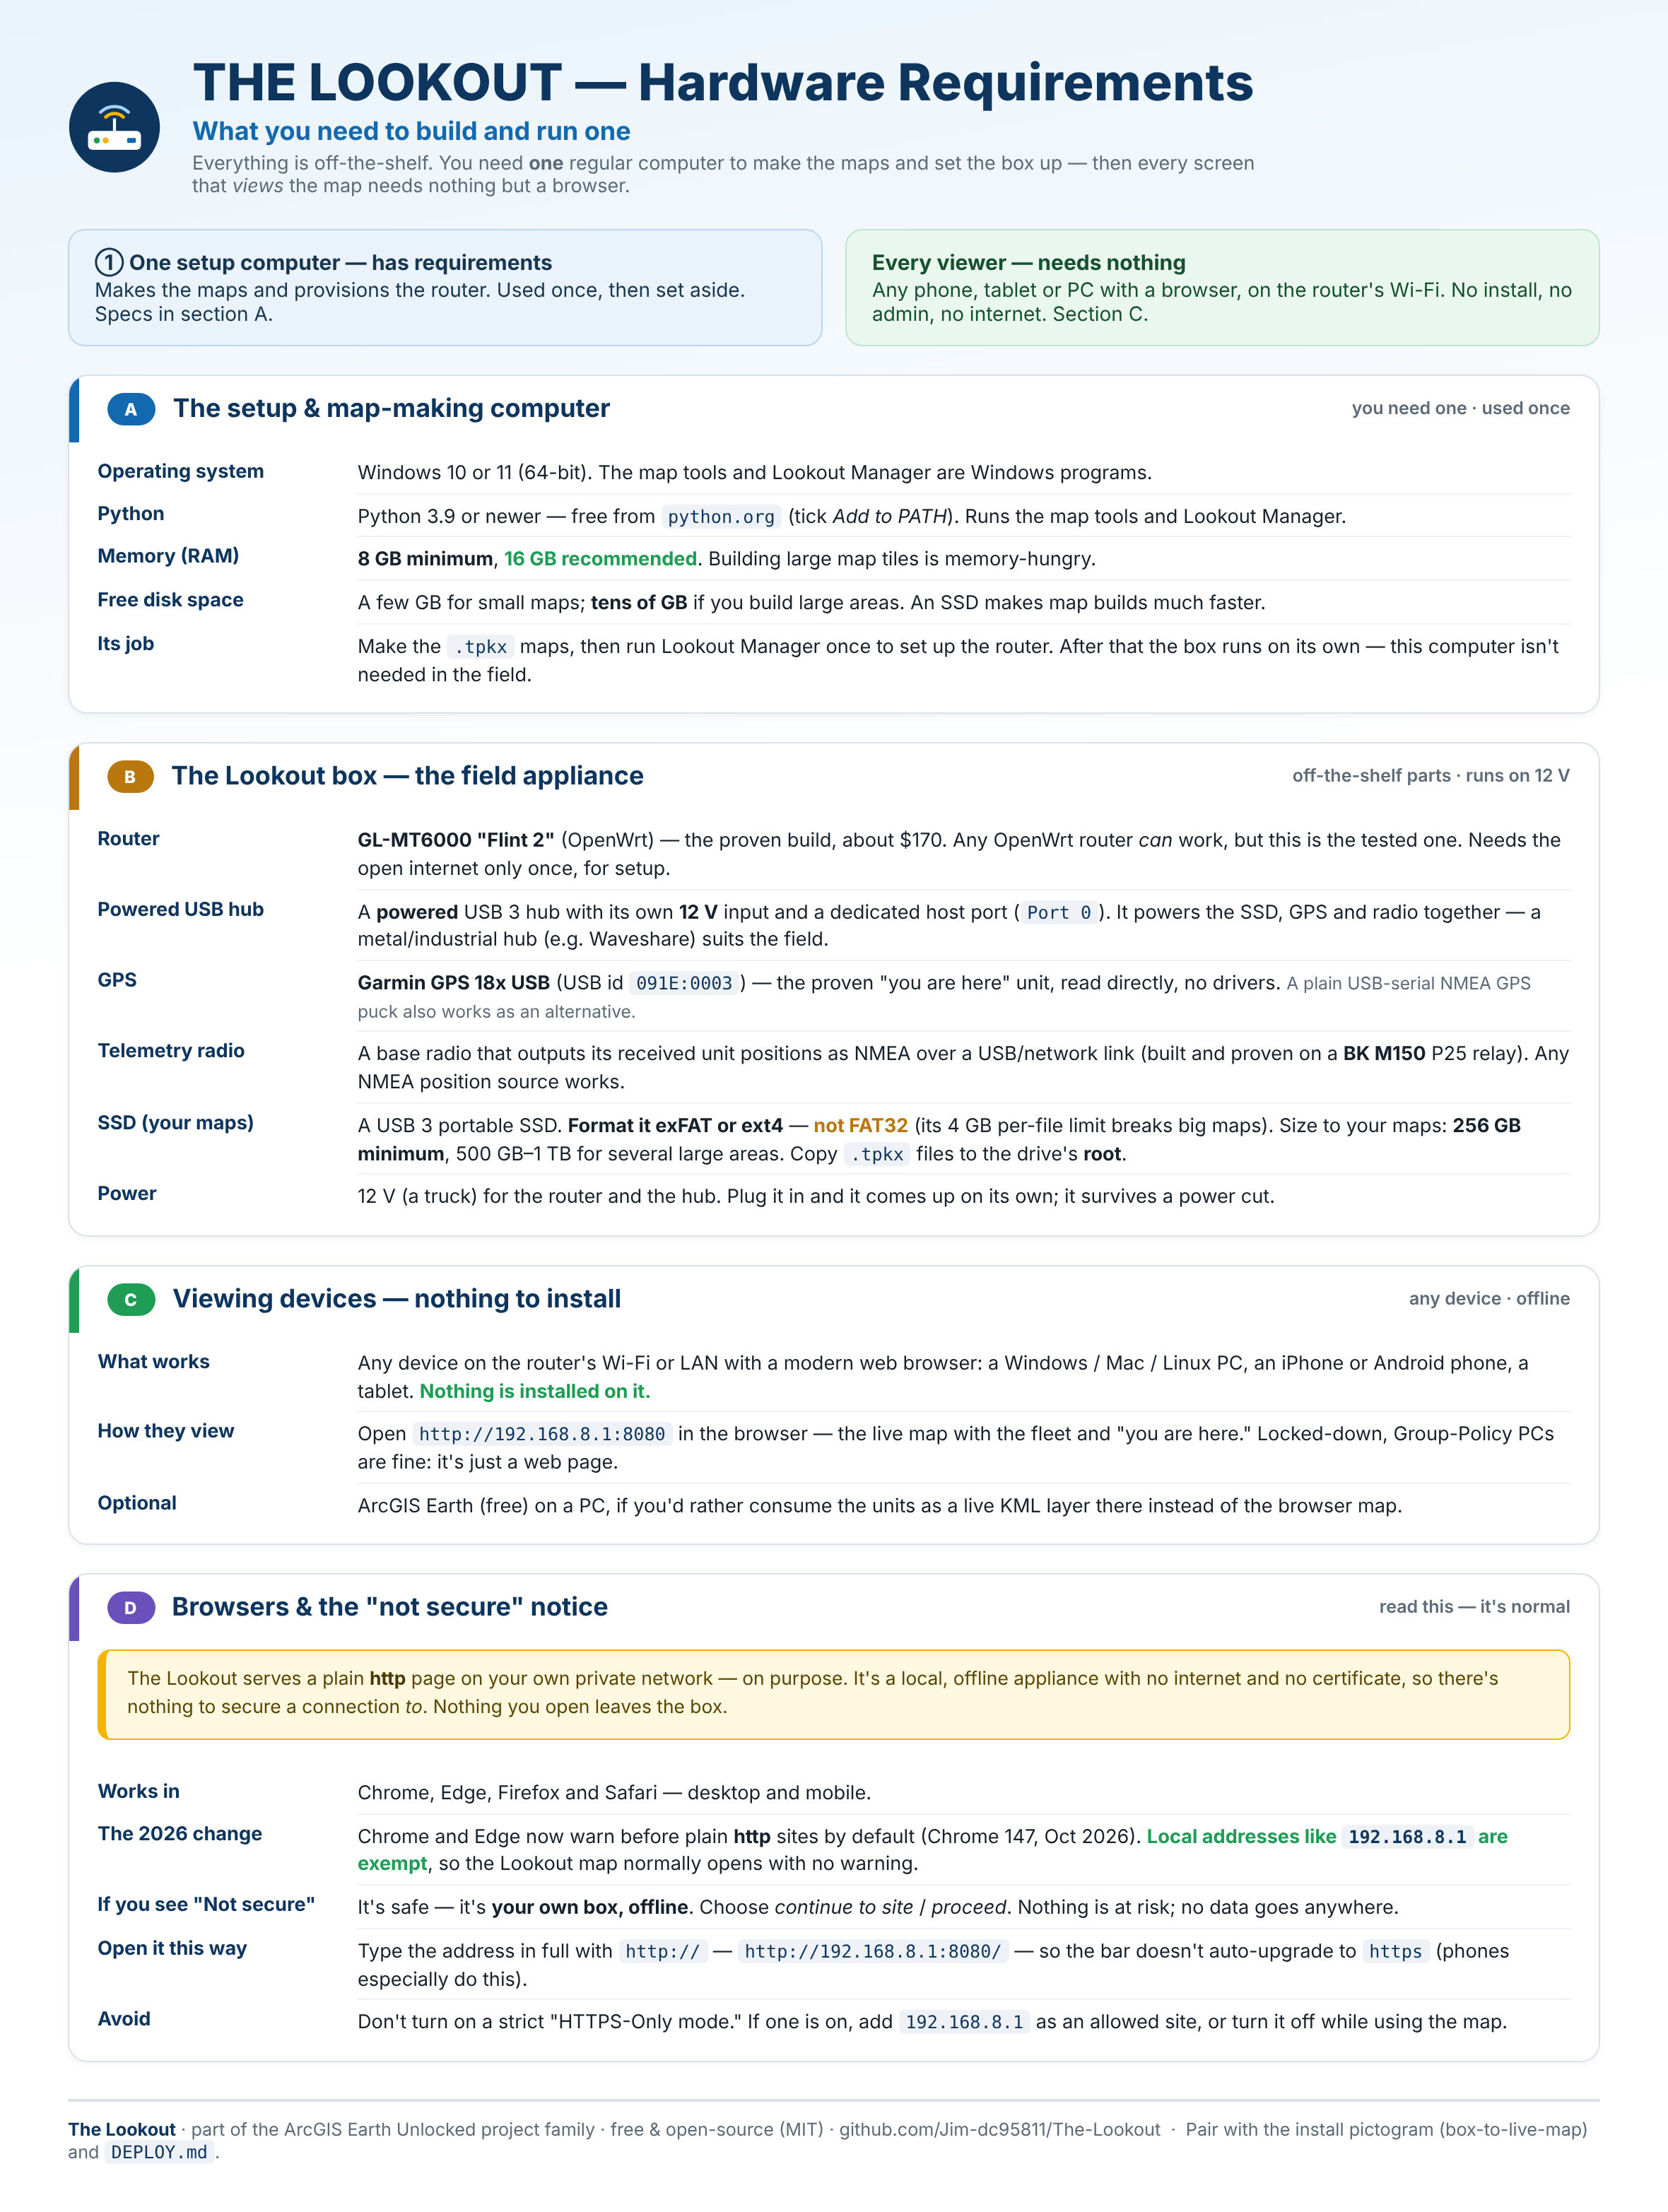 THE LOOKOUT — Hardware Requirements
What you need to build and run one
Everything is off-the-shelf. You need one regular computer to make the maps and set the box up — then every screen
that views the map needs nothing but a browser.
① One setup computer — has requirements
Makes the maps and provisions the router. Used once, then set aside.
Specs in section A.
Every viewer — needs nothing
Any phone, tablet or PC with a browser, on the router's Wi-Fi. No install, no
admin, no internet. Section C.
A The setup & map-making computer you need one · used once
Operating system Windows 10 or 11 (64-bit). The map tools and Lookout Manager are Windows programs.
Python Python 3.9 or newer — free from python.org (tick Add to PATH). Runs the map tools and Lookout Manager.
Memory (RAM) 8 GB minimum, 16 GB recommended. Building large map tiles is memory-hungry.
Free disk space A few GB for small maps; tens of GB if you build large areas. An SSD makes map builds much faster.
Its job Make the .tpkx maps, then run Lookout Manager once to set up the router. After that the box runs on its own — this computer isn't
needed in the field.
B The Lookout box — the field appliance off-the-shelf parts · runs on 12 V
Router GL-MT6000 "Flint 2" (OpenWrt) — the proven build, about $170. Any OpenWrt router can work, but this is the tested one. Needs the
open internet only once, for setup.
Powered USB hub A powered USB 3 hub with its own 12 V input and a dedicated host port ( Port 0 ). It powers the SSD, GPS and radio together — a
metal/industrial hub (e.g. Waveshare) suits the field.
GPS Garmin GPS 18x USB (USB id 091E:0003 ) — the proven "you are here" unit, read directly, no drivers. A plain USB-serial NMEA GPS
puck also works as an alternative.
Telemetry radio A base radio that outputs its received unit positions as NMEA over a USB/network link (built and proven on a BK M150 P25 relay). Any
NMEA position source works.
SSD (your maps) A USB 3 portable SSD. Format it exFAT or ext4 — not FAT32 (its 4 GB per-file limit breaks big maps). Size to your maps: 256 GB
minimum, 500 GB–1 TB for several large areas. Copy .tpkx files to the drive's root.
Power 12 V (a truck) for the router and the hub. Plug it in and it comes up on its own; it survives a power cut.
C Viewing devices — nothing to install any device · offline
What works Any device on the router's Wi-Fi or LAN with a modern web browser: a Windows / Mac / Linux PC, an iPhone or Android phone, a
tablet. Nothing is installed on it.
How they view Open http://192.168.8.1:8080 in the browser — the live map with the fleet and "you are here." Locked-down, Group-Policy PCs
are fine: it's just a web page.
Optional ArcGIS Earth (free) on a PC, if you'd rather consume the units as a live KML layer there instead of the browser map.
D Browsers & the "not secure" notice read this — it's normal
The Lookout serves a plain http page on your own private network — on purpose. It's a local, offline appliance with no internet and no certificate, so there's
nothing to secure a connection to. Nothing you open leaves the box.
Works in Chrome, Edge, Firefox and Safari — desktop and mobile.
The 2026 change Chrome and Edge now warn before plain http sites by default (Chrome 147, Oct 2026). Local addresses like 192.168.8.1 are
exempt, so the Lookout map normally opens with no warning.
If you see "Not secure" It's safe — it's your own box, offline. Choose continue to site / proceed. Nothing is at risk; no data goes anywhere.
Open it this way Type the address in full with http:// — http://192.168.8.1:8080/ — so the bar doesn't auto-upgrade to https (phones
especially do this).
Avoid Don't turn on a strict "HTTPS-Only mode." If one is on, add 192.168.8.1 as an allowed site, or turn it off while using the map.
The Lookout · part of the ArcGIS Earth Unlocked project family · free & open-source (MIT) · github.com/Jim-dc95811/The-Lookout · Pair with the install pictogram (box-to-live-map)
and DEPLOY.md .